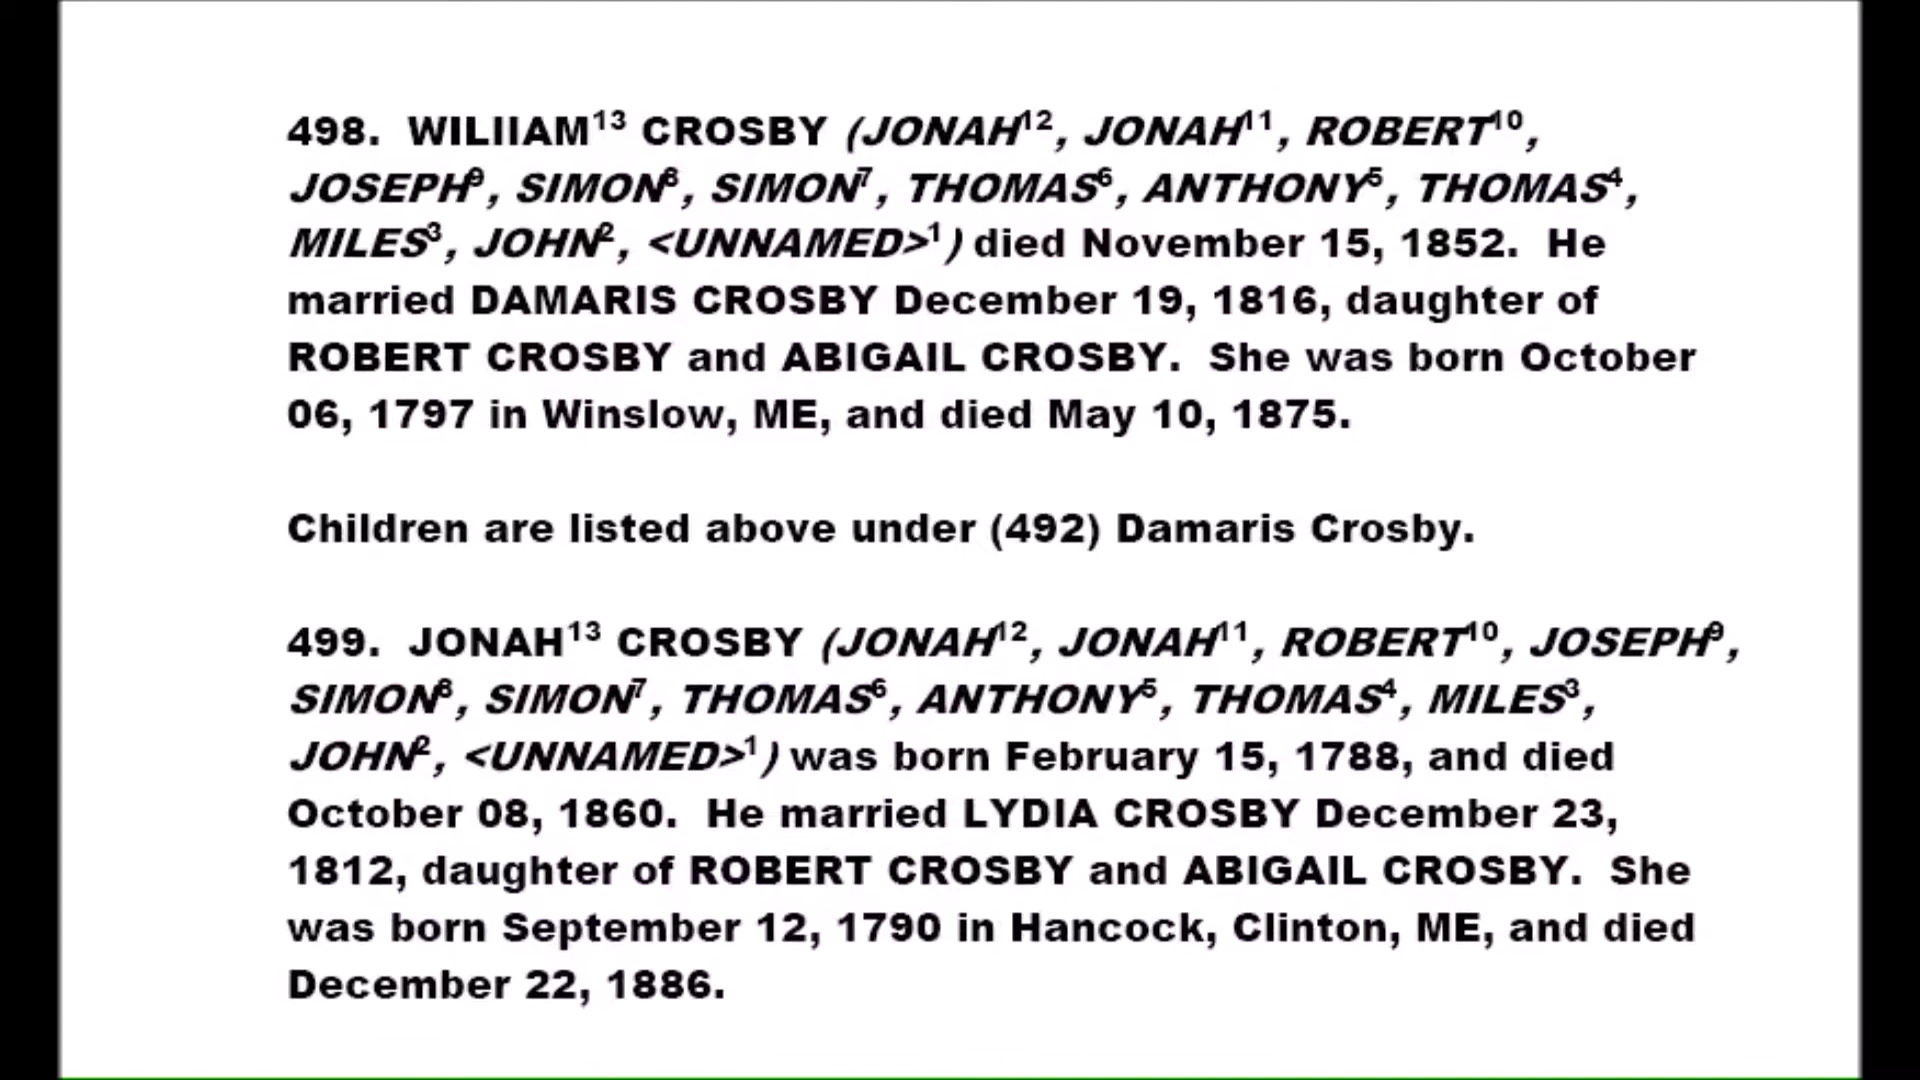 498. WILIIAM¹³ CROSBY (JONAH¹², JONAH¹¹, ROBERT¹⁰,
JOSEPH⁹, SIMON⁸, SIMON⁷, THOMAS⁶, ANTHONY⁵, THOMAS⁴,
MILES³, JOHN², <UNNAMED>¹) died November 15, 1852. He
married DAMARIS CROSBY December 19, 1816, daughter of
ROBERT CROSBY and ABIGAIL CROSBY. She was born October
06, 1797 in Winslow, ME, and died May 10, 1875.
Children are listed above under (492) Damaris Crosby.
499. JONAH¹³ CROSBY (JONAH¹², JONAH¹¹, ROBERT¹⁰, JOSEPH⁹,
SIMON⁸, SIMON⁷, THOMAS⁶, ANTHONY⁵, THOMAS⁴, MILES³,
JOHN², <UNNAMED>¹) was born February 15, 1788, and died
October 08, 1860. He married LYDIA CROSBY December 23,
1812, daughter of ROBERT CROSBY and ABIGAIL CROSBY. She
was born September 12, 1790 in Hancock, Clinton, ME, and died
December 22, 1886.